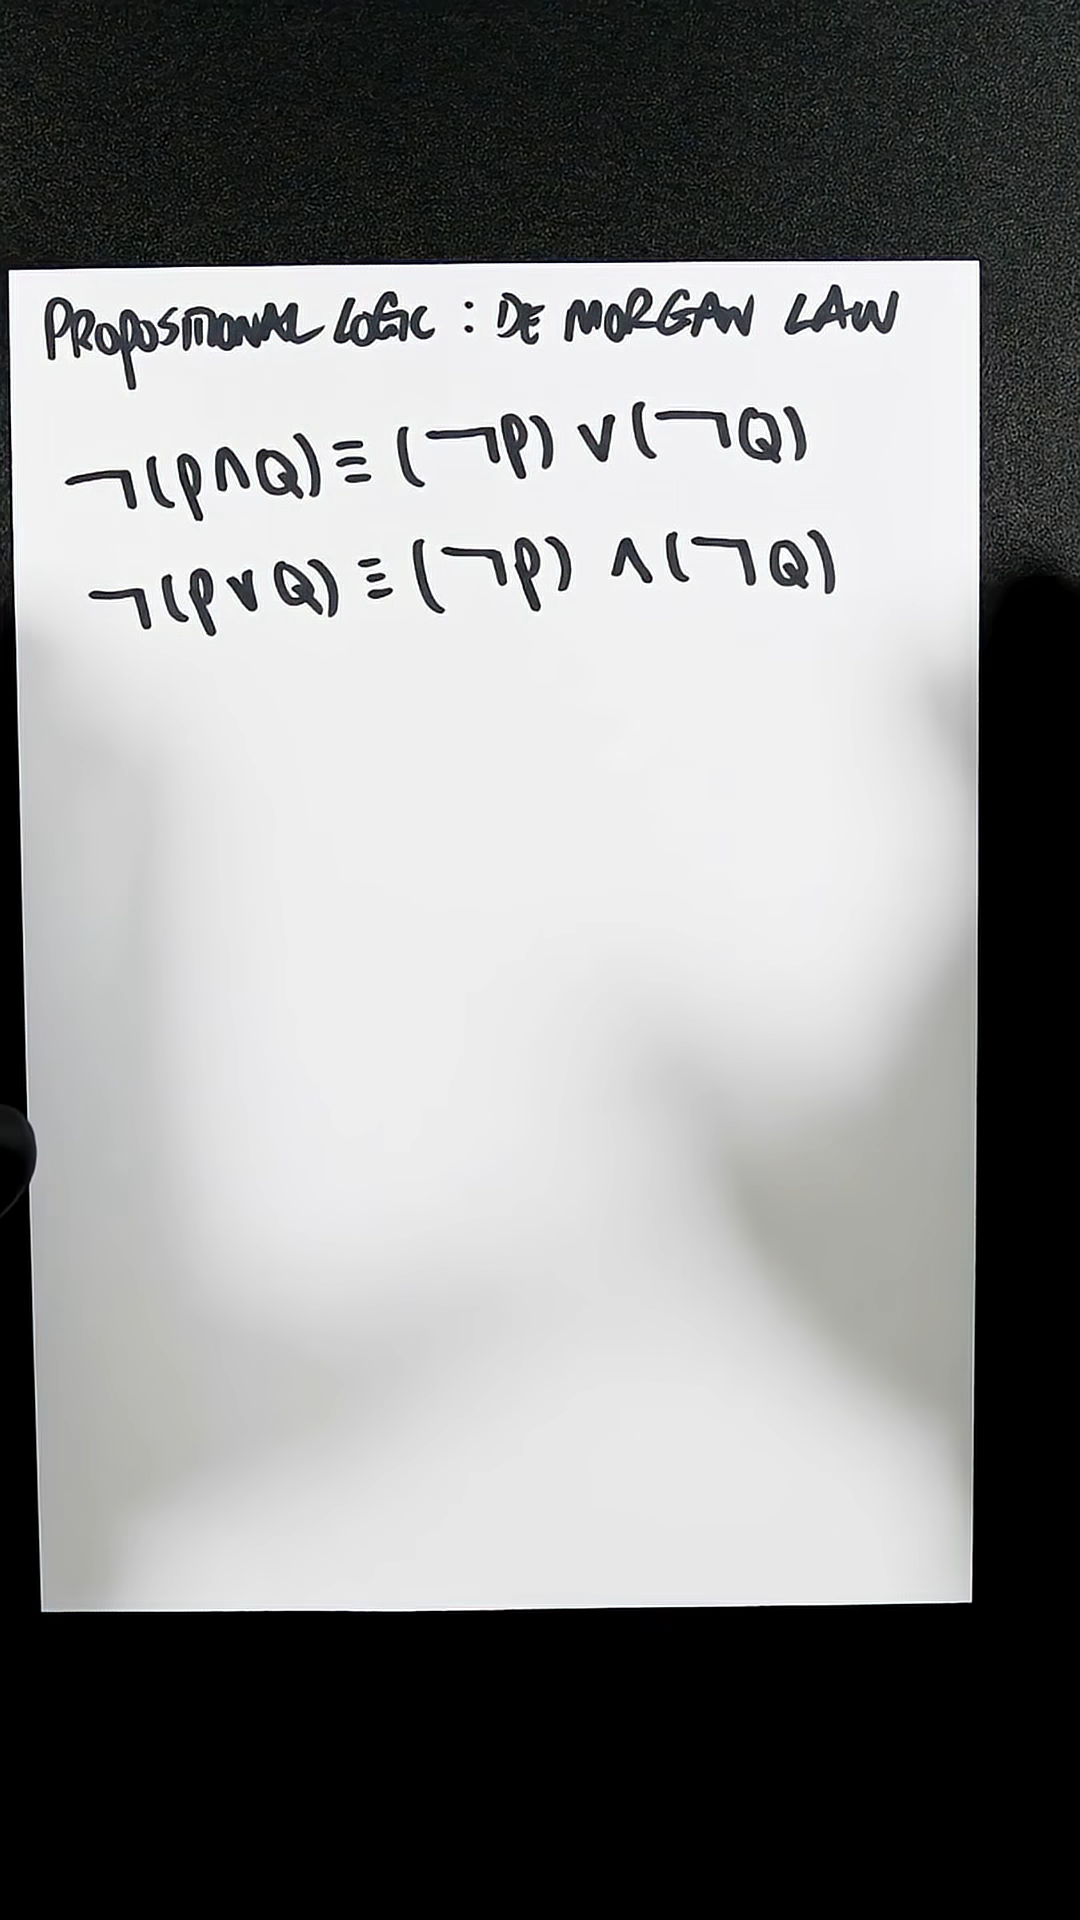 PROPOSITIONAL LOGIC : DE MORGAN LAW
¬(P∧Q)≡(¬P)∨(¬Q)
¬(P∨Q)≡(¬P)∧(¬Q)